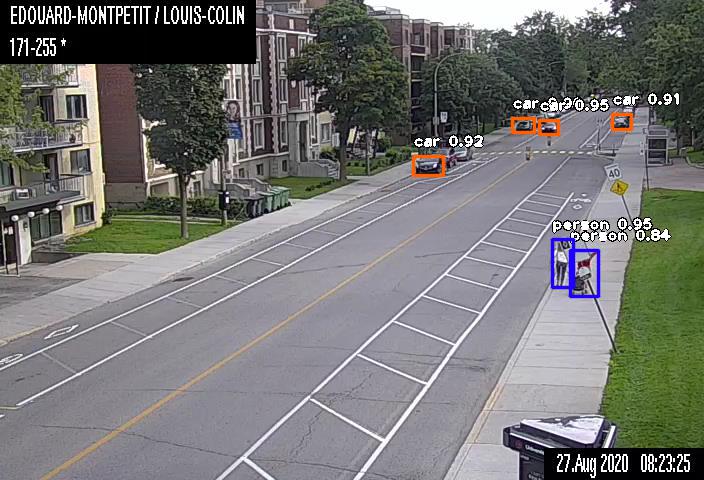 EDOUARD-MONTPETIT / LOUIS-COLIN
171-255 *
car 0.91
car 0.95
car 0.92
40
person 0.95
person 0.84
27.Aug 2020 08:23:25